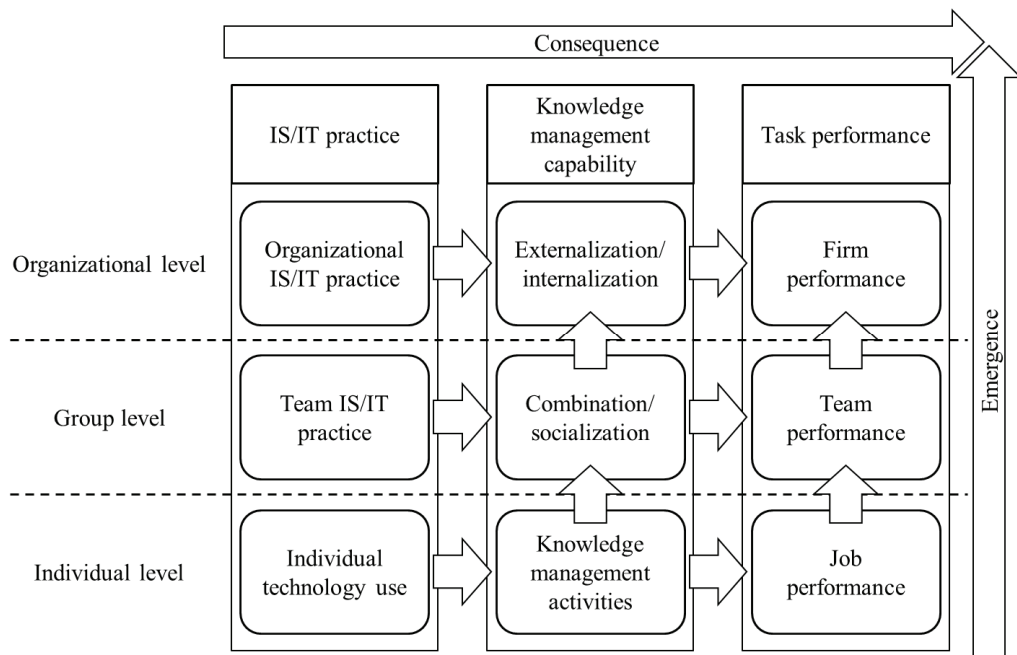 Consequence
IS/IT practice
Knowledge
management
capability
Task performance
Organizational level
Organizational
IS/IT practice
Externalization/
internalization
Firm
performance
Group level
Team IS/IT
practice
Combination/
socialization
Team
performance
Individual level
Individual
technology use
Knowledge
management
activities
Job
performance
Emergence